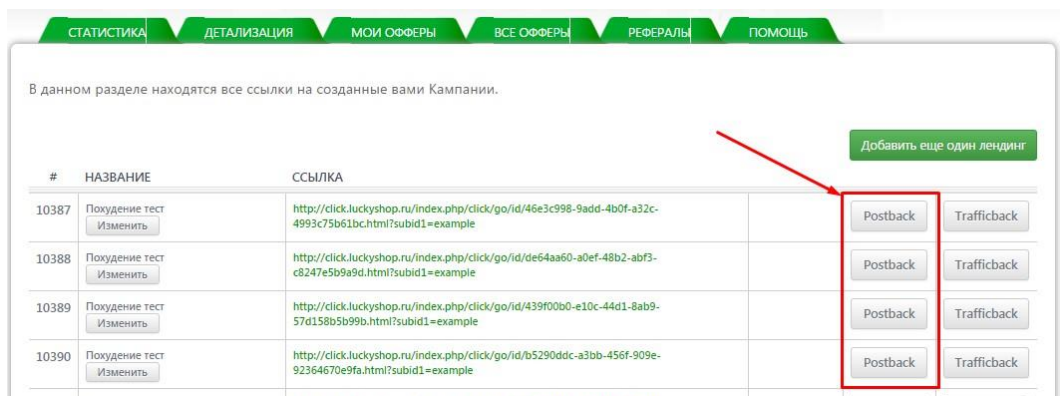 СТАТИСТИКА ДЕТАЛИЗАЦИЯ МОИ ОФФЕРЫ ВСЕ ОФФЕРЫ РЕФЕРАЛЫ ПОМОЩЬ
В данном разделе находятся все ссылки на созданные вами Кампании.
Добавить еще один лендинг
# НАЗВАНИЕ ССЫЛКА
10387 Похудение тест http://click.luckyshop.ru/index.php/click/go/id/46e3c998-9add-4b0f-a32c- Postback Trafficback
Изменить 4993c75b61bc.html?subid1=example
10388 Похудение тест http://click.luckyshop.ru/index.php/click/go/id/de64aa60-a0ef-48b2-abf3- Postback Trafficback
Изменить c8247e5b9a9d.html?subid1=example
10389 Похудение тест http://click.luckyshop.ru/index.php/click/go/id/439f00b0-e10c-44d1-8ab9- Postback Trafficback
Изменить 57d158b5b99b.html?subid1=example
10390 Похудение тест http://click.luckyshop.ru/index.php/click/go/id/b5290ddc-a3bb-456f-909e- Postback Trafficback
Изменить 92364670e9fa.html?subid1=example